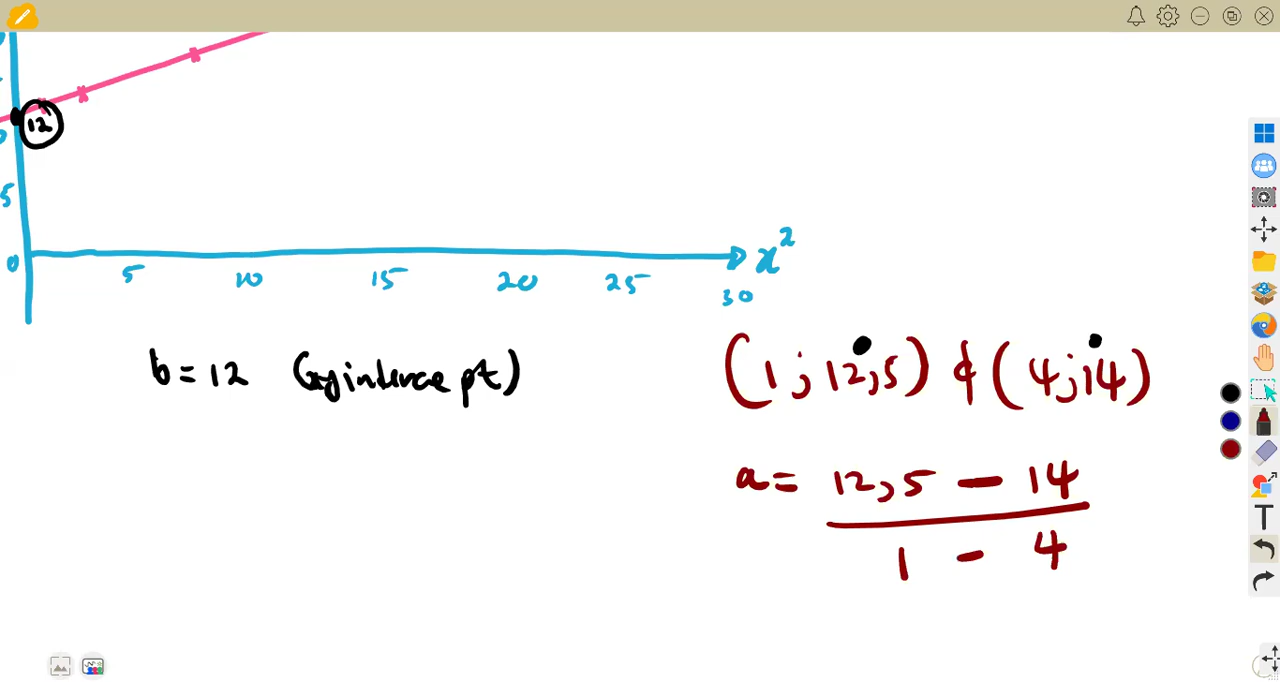 12
5
0
5 10 15 20 25 30
x²
b = 12 (y intercept)
(1 ; 12,5) & (4 ; 14)
a = 12,5 - 14
1 - 4
T